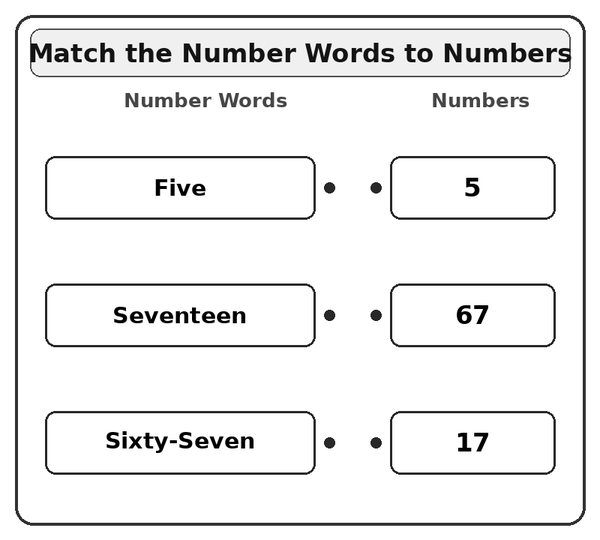 Match the Number Words to Numbers
Number Words Numbers
Five 5
Seventeen 67
Sixty-Seven 17